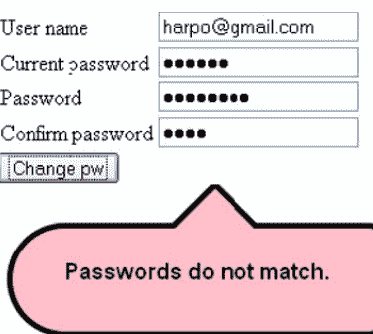 User name harpo@gmail.com
Current password ●●●●●●
Password ●●●●●●●●
Confirm password ●●●●
Change pw
Passwords do not match.